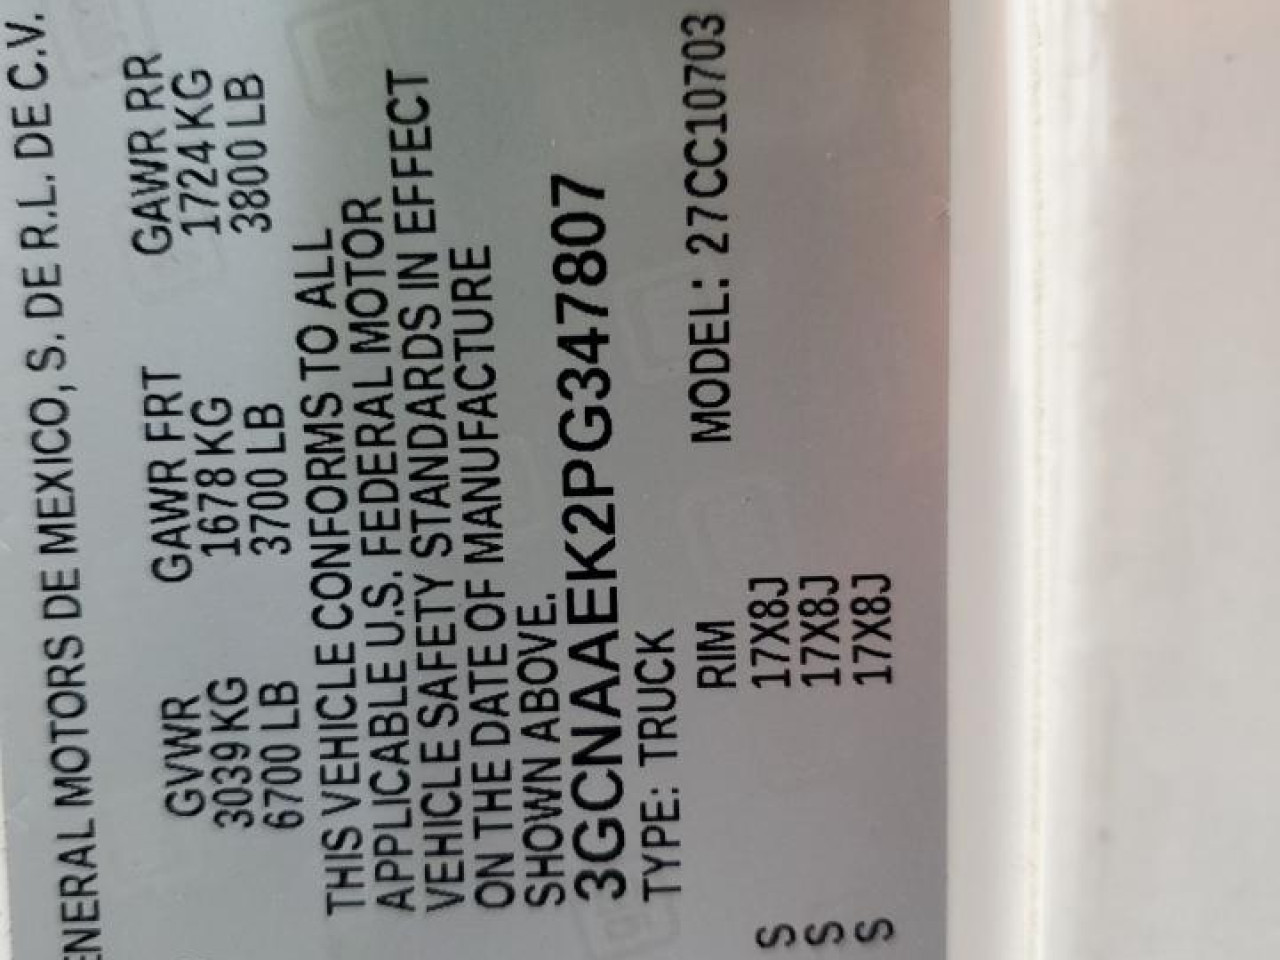 ENERAL MOTORS DE MEXICO, S. DE R.L. DE C.V.
GVWR GAWR FRT GAWR RR
3039 KG 1678 KG 1724 KG
6700 LB 3700 LB 3800 LB
THIS VEHICLE CONFORMS TO ALL
APPLICABLE U.S. FEDERAL MOTOR
VEHICLE SAFETY STANDARDS IN EFFECT
ON THE DATE OF MANUFACTURE
SHOWN ABOVE.
3GCNAAEK2PG347807
TYPE: TRUCK MODEL: 27CC10703
RIM
S 17X8J
S 17X8J
S 17X8J